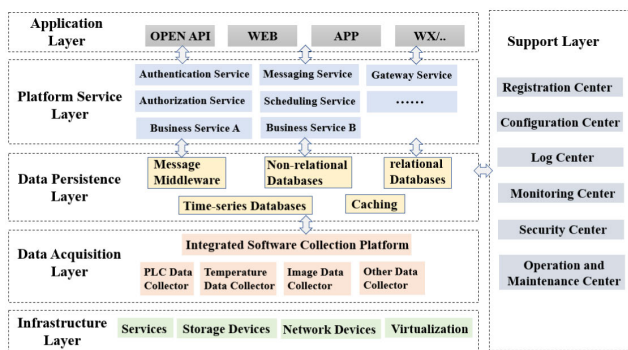 Application
Layer
OPEN API
WEB
APP
WX/..
Platform Service
Layer
Authentication Service
Messaging Service
Gateway Service
Authorization Service
Scheduling Service
......
Business Service A
Business Service B
Data Persistence
Layer
Message
Middleware
Non-relational
Databases
relational
Databases
Time-series Databases
Caching
Data Acquisition
Layer
Integrated Software Collection Platform
PLC Data
Collector
Temperature
Data Collector
Image Data
Collector
Other Data
Collector
Infrastructure
Layer
Services
Storage Devices
Network Devices
Virtualization
Support Layer
Registration Center
Configuration Center
Log Center
Monitoring Center
Security Center
Operation and
Maintenance Center